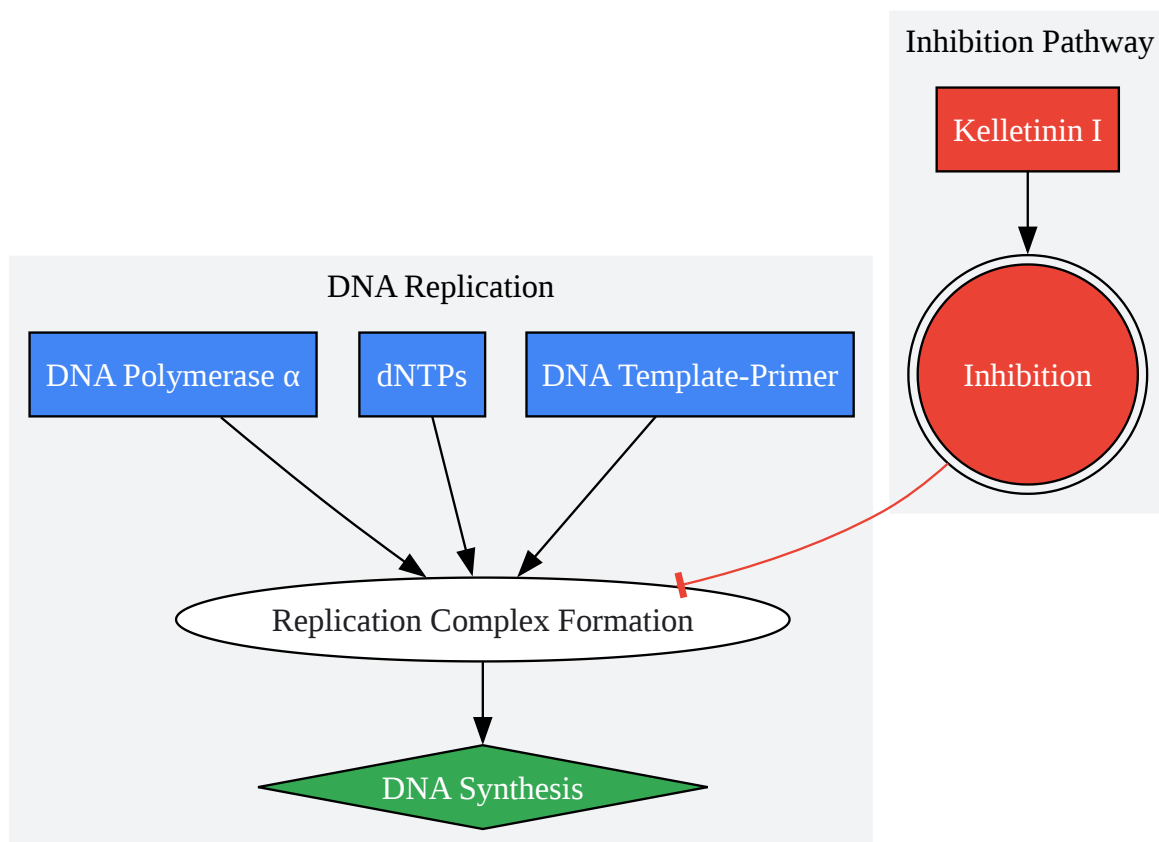 Inhibition Pathway
Kelletinin I
Inhibition
DNA Replication
DNA Polymerase α
dNTPs
DNA Template-Primer
Replication Complex Formation
DNA Synthesis